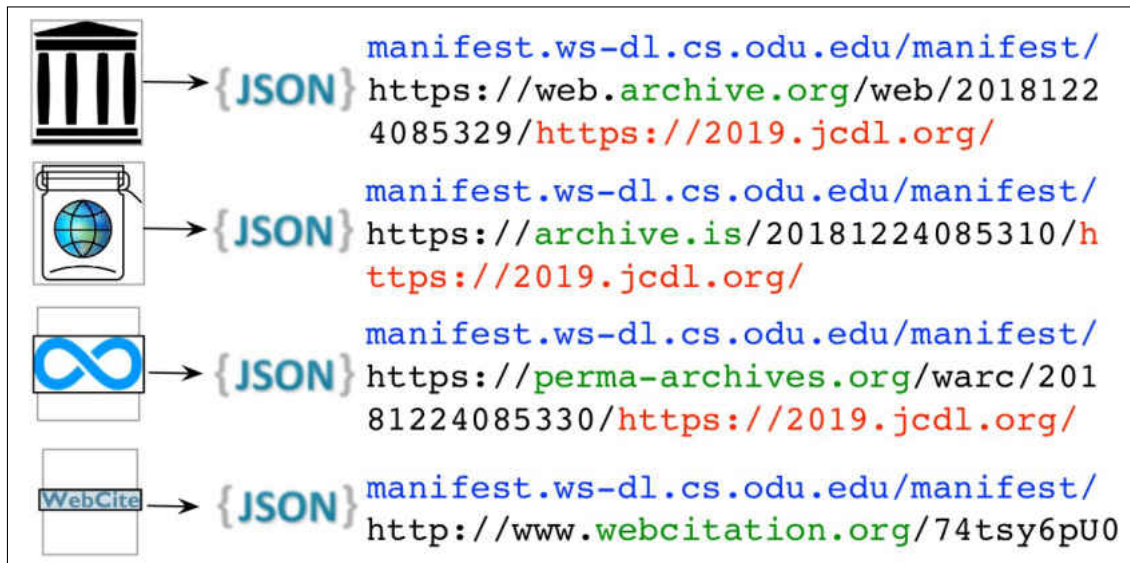 manifest.ws-dl.cs.odu.edu/manifest/
{JSON} https://web.archive.org/web/2018122
4085329/https://2019.jcdl.org/
manifest.ws-dl.cs.odu.edu/manifest/
{JSON} https://archive.is/20181224085310/h
ttps://2019.jcdl.org/
manifest.ws-dl.cs.odu.edu/manifest/
{JSON} https://perma-archives.org/warc/201
81224085330/https://2019.jcdl.org/
manifest.ws-dl.cs.odu.edu/manifest/
WebCite {JSON} http://www.webcitation.org/74tsy6pU0